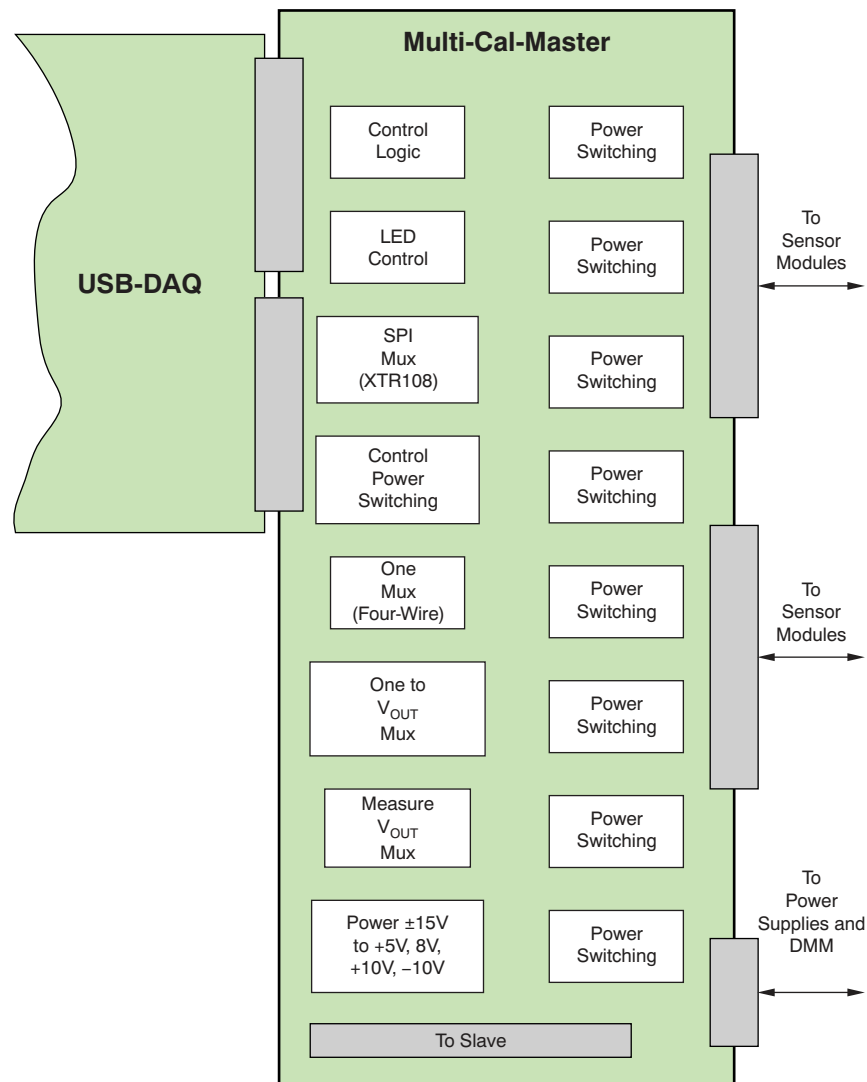 Multi-Cal-Master
USB-DAQ
Control
Logic
LED
Control
SPI
Mux
(XTR108)
Control
Power
Switching
One
Mux
(Four-Wire)
One to
VOUT
Mux
Measure
VOUT
Mux
Power ±15V
to +5V, 8V,
+10V, –10V
Power
Switching
Power
Switching
Power
Switching
Power
Switching
Power
Switching
Power
Switching
Power
Switching
Power
Switching
To
Sensor
Modules
To
Sensor
Modules
To
Power
Supplies and
DMM
To Slave